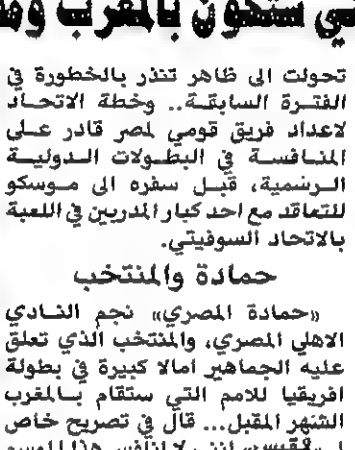 ستكون بالمغرب
تحولت الى ظاهر تنذر بالخطورة في
الفترة السابقة.. وخطة الاتحاد
لاعداد فريق قومي لمصر قادر على
المنافسة في البطولات الدولية
الرسمية، قبل سفره الى موسكو
للتعاقد مع احد كبار المدربين في اللعبة
بالاتحاد السوفيتي.
حمادة والمنتخب
«حمادة المصري» نجم النادي
الاهلي المصري، والمنتخب الذي تعلق
عليه الجماهير امالا كبيرة في بطولة
افريقيا للامم التي ستقام بالمغرب
الشهر المقبل... قال في تصريح خاص